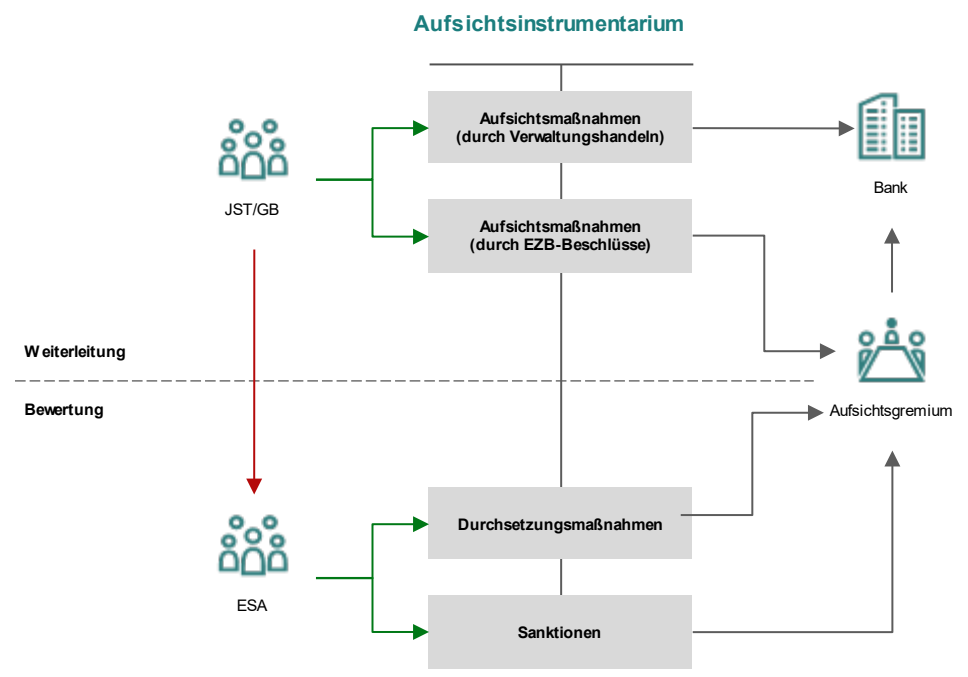 Aufsichtsinstrumentarium
Aufsichtsmaßnahmen
(durch Verwaltungshandeln)
Bank
JST/GB
Aufsichtsmaßnahmen
(durch EZB-Beschlüsse)
Weiterleitung
Bewertung
Aufsichtsgremium
Durchsetzungsmaßnahmen
ESA
Sanktionen